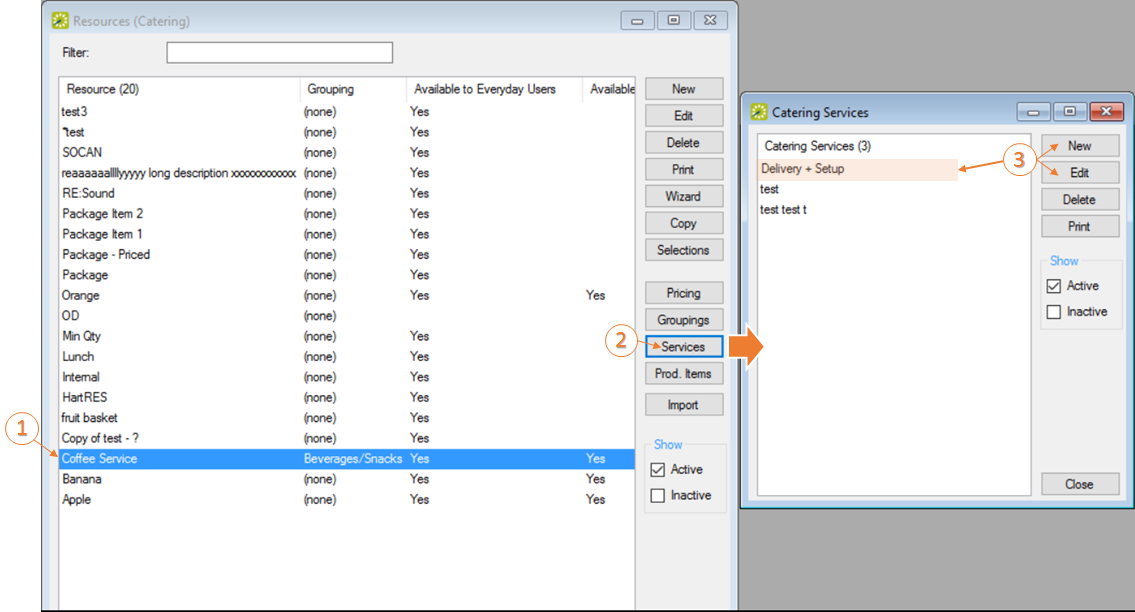 Resources (Catering)
Filter:
Resource (20) Grouping Available to Everyday Users Available
test3 (none) Yes
*test (none) Yes
SOCAN (none) Yes
reaaaaaallllyyyyy long description xxxxxxxxxxxx (none) Yes
RE:Sound (none) Yes
Package Item 2 (none) Yes
Package Item 1 (none) Yes
Package - Priced (none) Yes
Package (none) Yes
Orange (none) Yes Yes
OD (none)
Min Qty (none) Yes
Lunch (none) Yes
Internal (none) Yes
HartRES (none) Yes
fruit basket (none) Yes
Copy of test - ? (none) Yes
Coffee Service Beverages/Snacks Yes Yes
Banana (none) Yes Yes
Apple (none) Yes Yes
1
New
Edit
Delete
Print
Wizard
Copy
Selections
Pricing
Groupings
2
Services
Prod. Items
Import
Show
Active
Inactive
Catering Services
Catering Services (3)
Delivery + Setup
test
test test t
3
New
Edit
Delete
Print
Show
Active
Inactive
Close